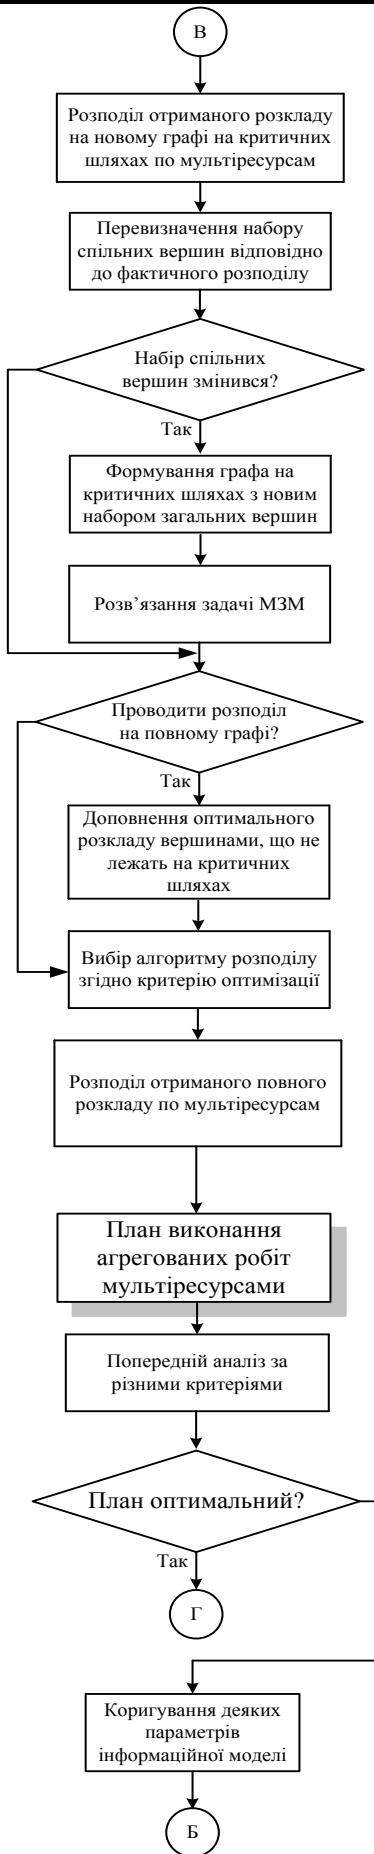 В
Розподіл отриманого розкладу
на новому графі на критичних
шляхах по мультіресурсам
Перевизначення набору
спільних вершин відповідно
до фактичного розподілу
Набір спільних
вершин змінився?
Так
Формування графа на
критичних шляхах з новим
набором загальних вершин
Розв’язання задачі МЗМ
Проводити розподіл
на повному графі?
Так
Доповнення оптимального
розкладу вершинами, що не
лежать на критичних
шляхах
Вибір алгоритму розподілу
згідно критерію оптимізації
Розподіл отриманого повного
розкладу по мультіресурсам
План виконання
агрегованих робіт
мультіресурсами
Попередній аналіз за
різними критеріями
План оптимальний?
Так
Г
Коригування деяких
параметрів
інформаційної моделі
Б